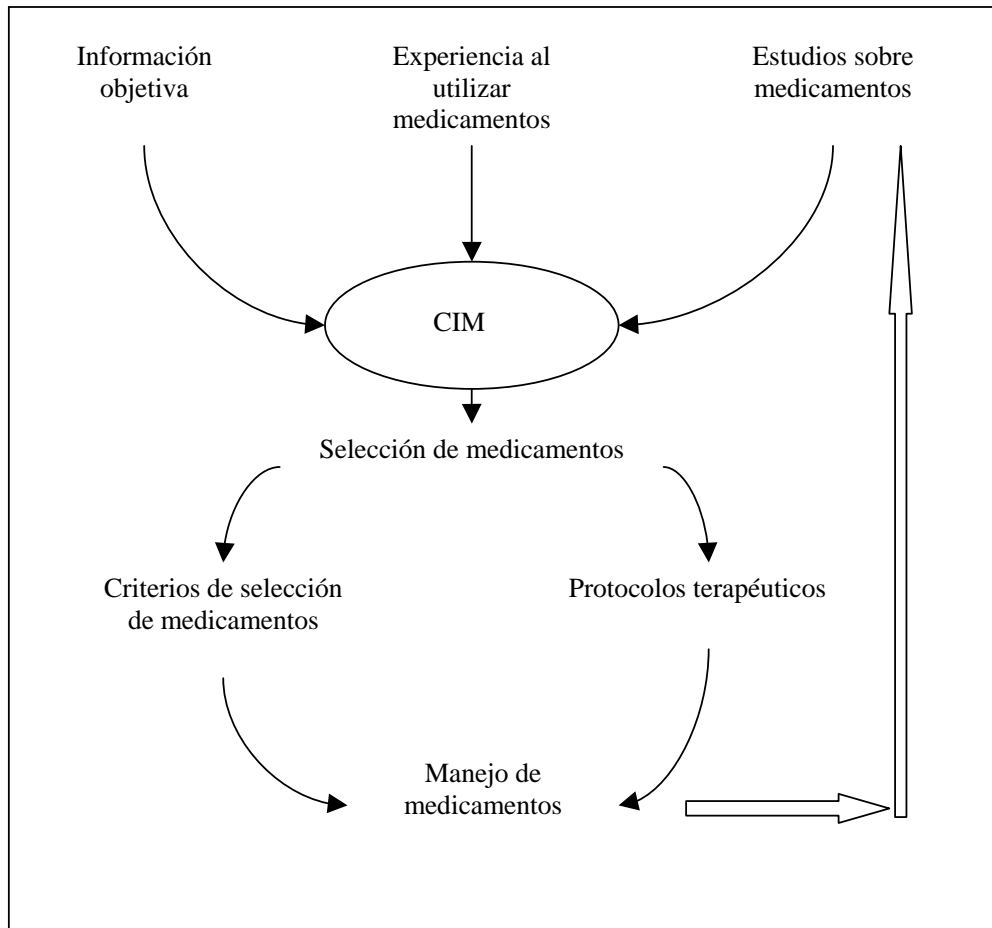 Información
objetiva
Experiencia al
utilizar
medicamentos
Estudios sobre
medicamentos
CIM
Selección de medicamentos
Criterios de selección
de medicamentos
Protocolos terapéuticos
Manejo de
medicamentos